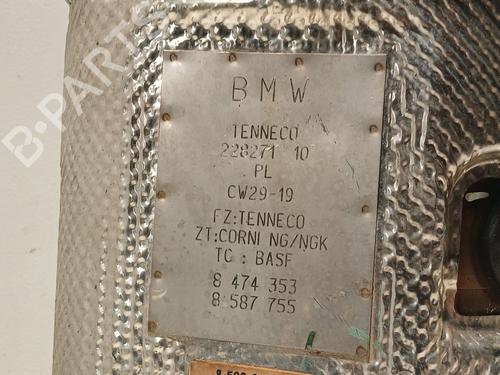 B-PARTS
BMW
TENNECO
228271 10
PL
CW29-19
FZ:TENNECO
ZT:CORNI NG/NGK
TC : BASF
8 474 353
8 587 755